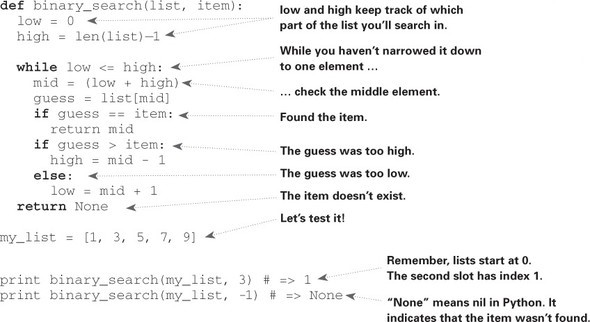 def binary_search(list, item):
low = 0
high = len(list)—1
low and high keep track of which
part of the list you'll search in.
while low <= high:
While you haven't narrowed it down
to one element …
mid = (low + high)
… check the middle element.
guess = list[mid]
if guess == item:
Found the item.
return mid
if guess > item:
The guess was too high.
high = mid - 1
else:
The guess was too low.
low = mid + 1
return None
The item doesn't exist.
my_list = [1, 3, 5, 7, 9]
Let's test it!
print binary_search(my_list, 3) # => 1
Remember, lists start at 0.
The second slot has index 1.
print binary_search(my_list, -1) # => None
“None” means nil in Python. It
indicates that the item wasn't found.